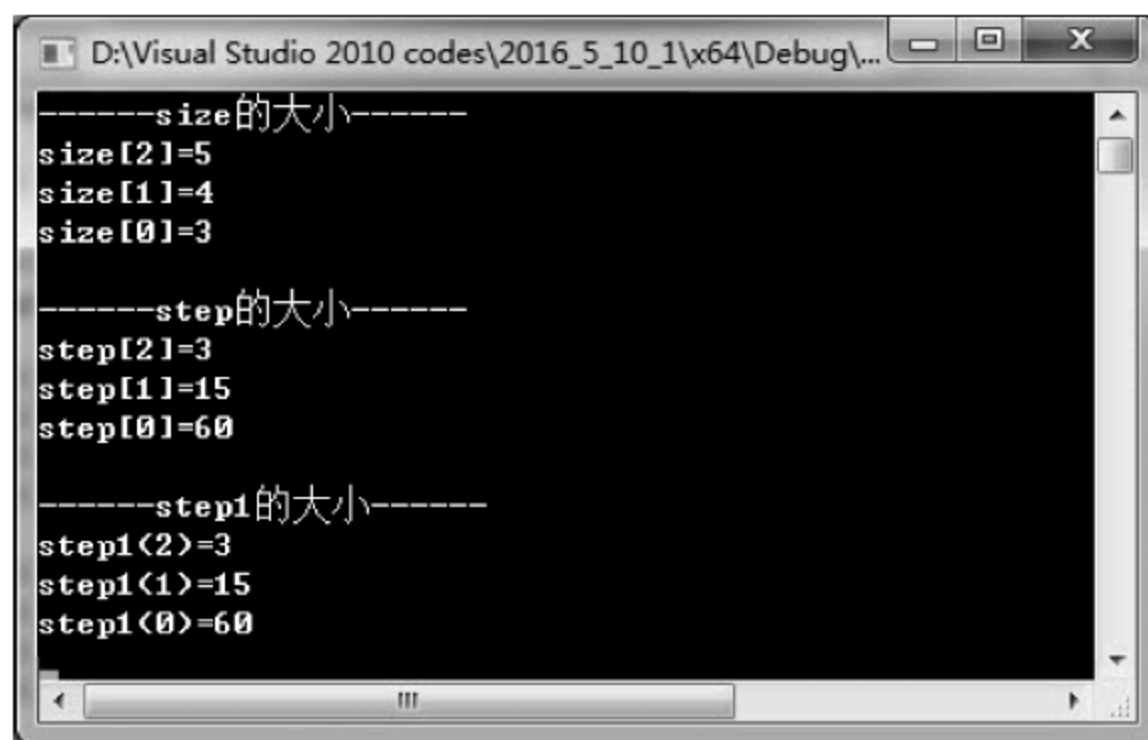 D:\Visual Studio 2010 codes\2016_5_10_1\x64\Debug\...
------size的大小------
size[2]=5
size[1]=4
size[0]=3
------step的大小------
step[2]=3
step[1]=15
step[0]=60
------step1的大小------
step1(2)=3
step1(1)=15
step1(0)=60